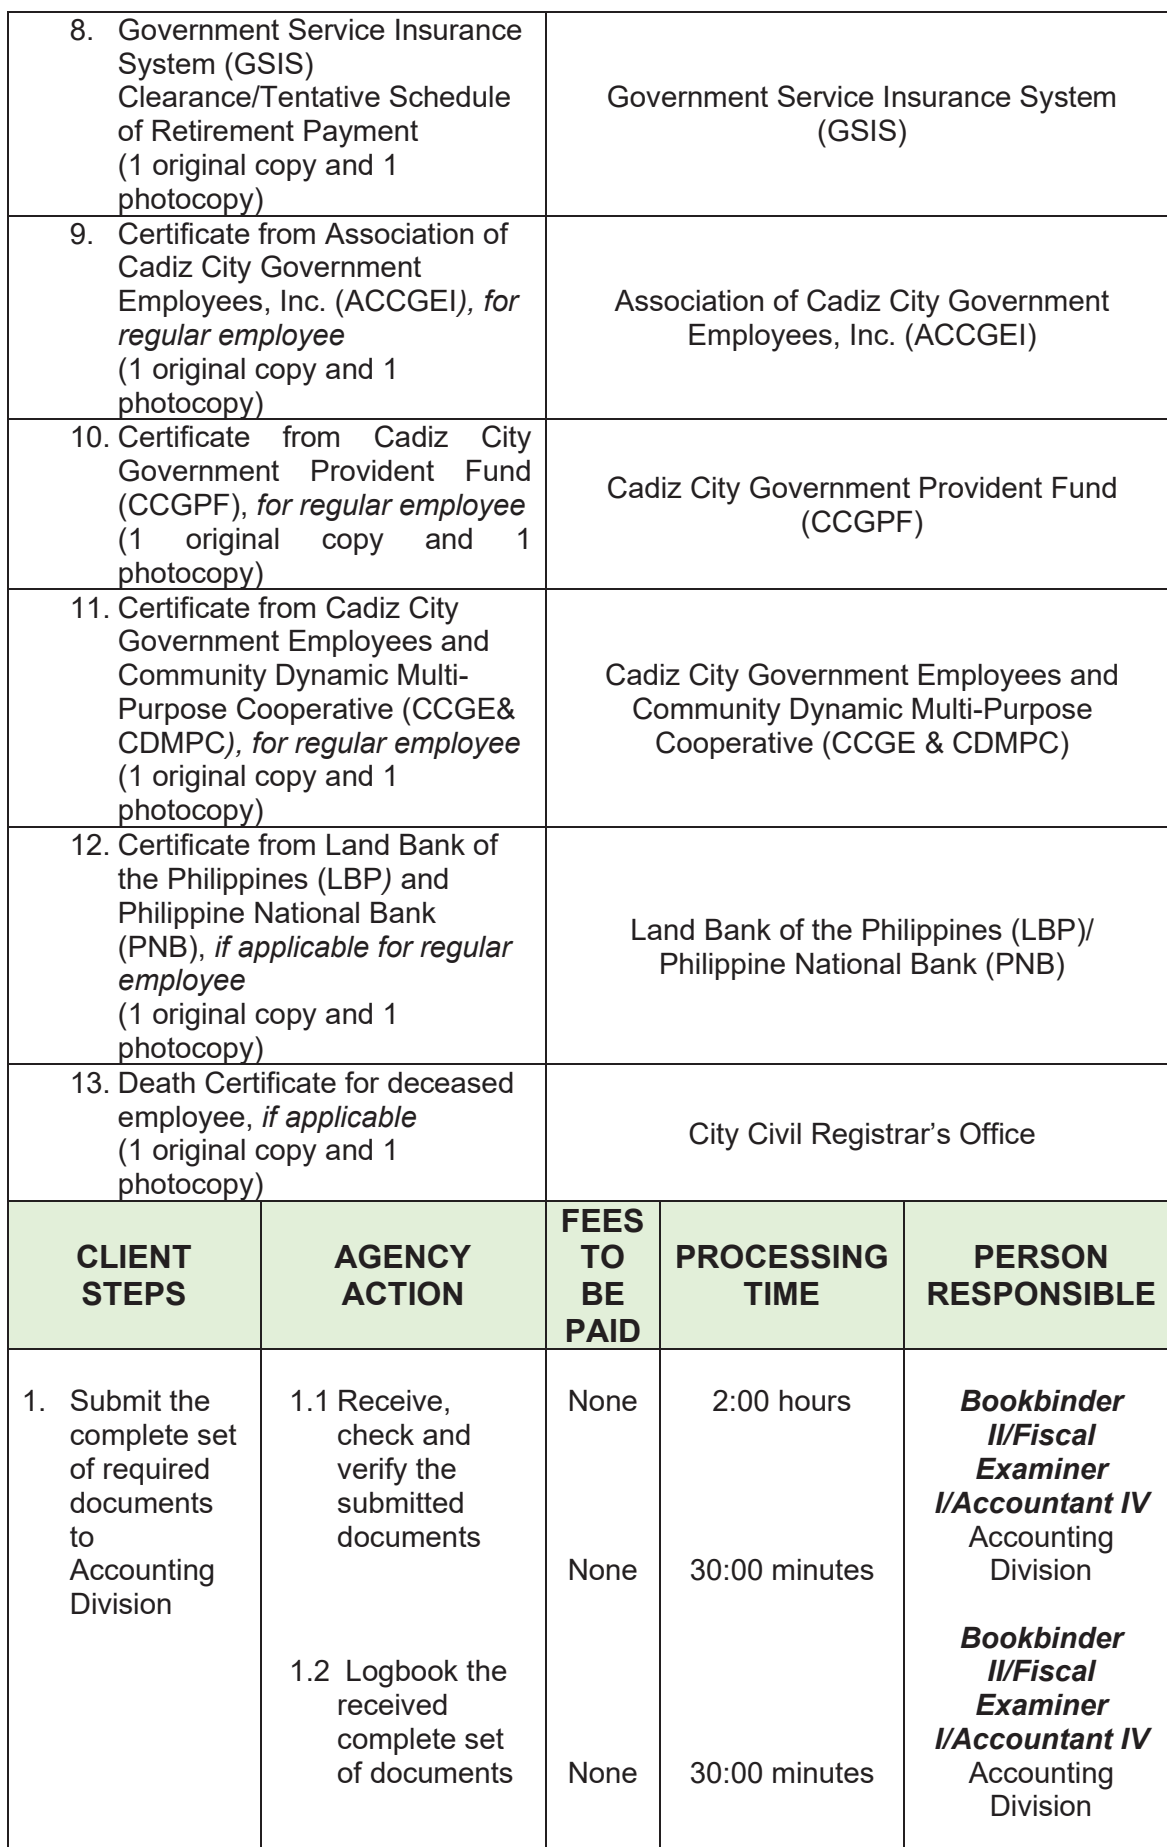 8. Government Service Insurance
System (GSIS)
Clearance/Tentative Schedule
of Retirement Payment
(1 original copy and 1
photocopy)
Government Service Insurance System
(GSIS)
9. Certificate from Association of
Cadiz City Government
Employees, Inc. (ACCGEI), for
regular employee
(1 original copy and 1
photocopy)
Association of Cadiz City Government
Employees, Inc. (ACCGEI)
10. Certificate from Cadiz City
Government Provident Fund
(CCGPF), for regular employee
(1 original copy and 1
photocopy)
Cadiz City Government Provident Fund
(CCGPF)
11. Certificate from Cadiz City
Government Employees and
Community Dynamic Multi-
Purpose Cooperative (CCGE&
CDMPC), for regular employee
(1 original copy and 1
photocopy)
Cadiz City Government Employees and
Community Dynamic Multi-Purpose
Cooperative (CCGE & CDMPC)
12. Certificate from Land Bank of
the Philippines (LBP) and
Philippine National Bank
(PNB), if applicable for regular
employee
(1 original copy and 1
photocopy)
Land Bank of the Philippines (LBP)/
Philippine National Bank (PNB)
13. Death Certificate for deceased
employee, if applicable
(1 original copy and 1
photocopy)
City Civil Registrar’s Office
CLIENT
STEPS
AGENCY
ACTION
FEES
TO
BE
PAID
PROCESSING
TIME
PERSON
RESPONSIBLE
1. Submit the
complete set
of required
documents
to
Accounting
Division
1.1 Receive,
check and
verify the
submitted
documents
1.2 Logbook the
received
complete set
of documents
None
None
None
2:00 hours
30:00 minutes
30:00 minutes
Bookbinder
II/Fiscal
Examiner
I/Accountant IV
Accounting
Division
Bookbinder
II/Fiscal
Examiner
I/Accountant IV
Accounting
Division